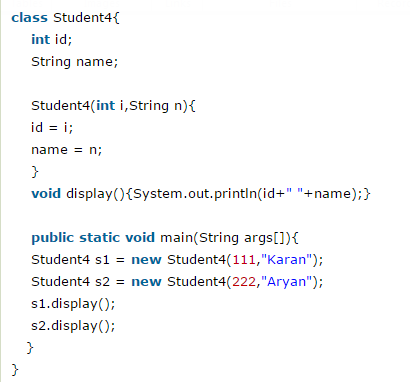 class Student4{
int id;
String name;
Student4(int i,String n){
id = i;
name = n;
}
void display(){System.out.println(id+" "+name);}
public static void main(String args[]){
Student4 s1 = new Student4(111,"Karan");
Student4 s2 = new Student4(222,"Aryan");
s1.display();
s2.display();
}
}